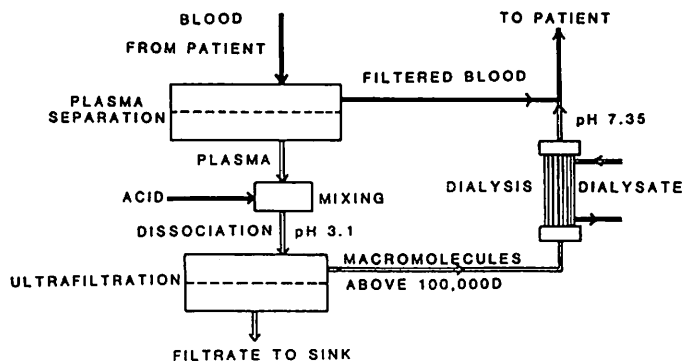 BLOOD
FROM PATIENT
TO PATIENT
FILTERED BLOOD
PLASMA
SEPARATION
pH 7.35
PLASMA
DIALYSIS
DIALYSATE
ACID
MIXING
DISSOCIATION
pH 3.1
MACROMOLECULES
ABOVE 100,000D
ULTRAFILTRATION
FILTRATE TO SINK